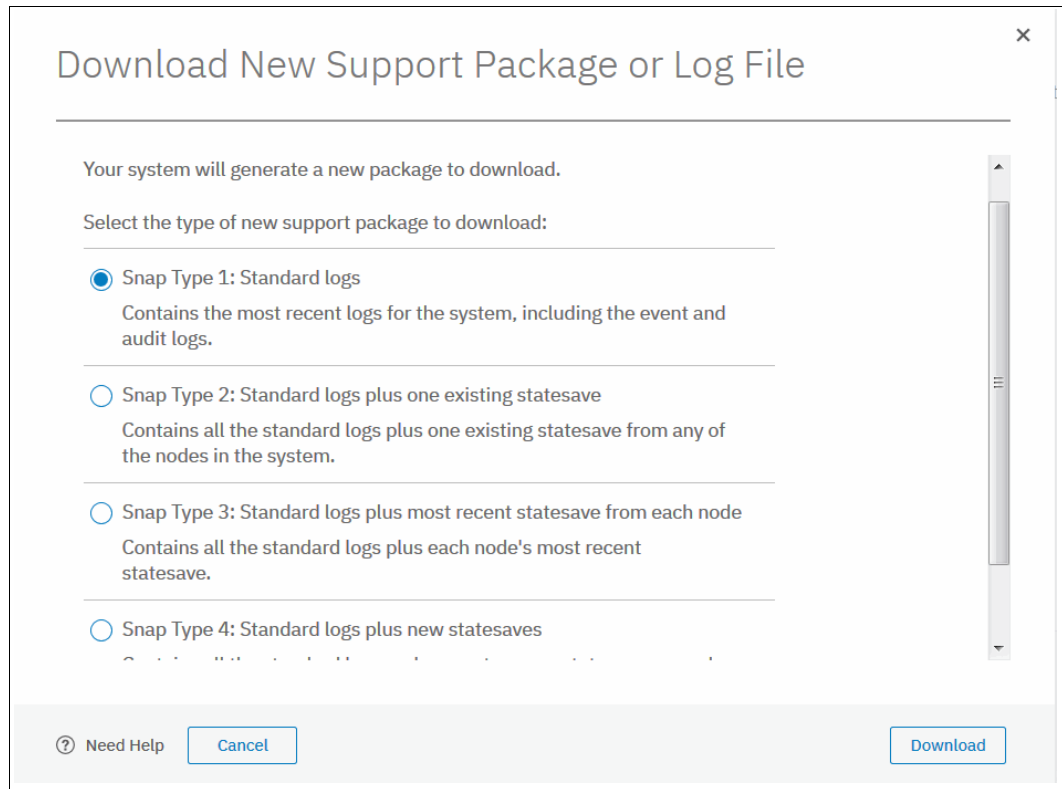 Download New Support Package or Log File
Your system will generate a new package to download.
Select the type of new support package to download:
Snap Type 1: Standard logs
Contains the most recent logs for the system, including the event and
audit logs.
Snap Type 2: Standard logs plus one existing statesave
Contains all the standard logs plus one existing statesave from any of
the nodes in the system.
Snap Type 3: Standard logs plus most recent statesave from each node
Contains all the standard logs plus each node's most recent
statesave.
Snap Type 4: Standard logs plus new statesaves
Need Help
Cancel
Download